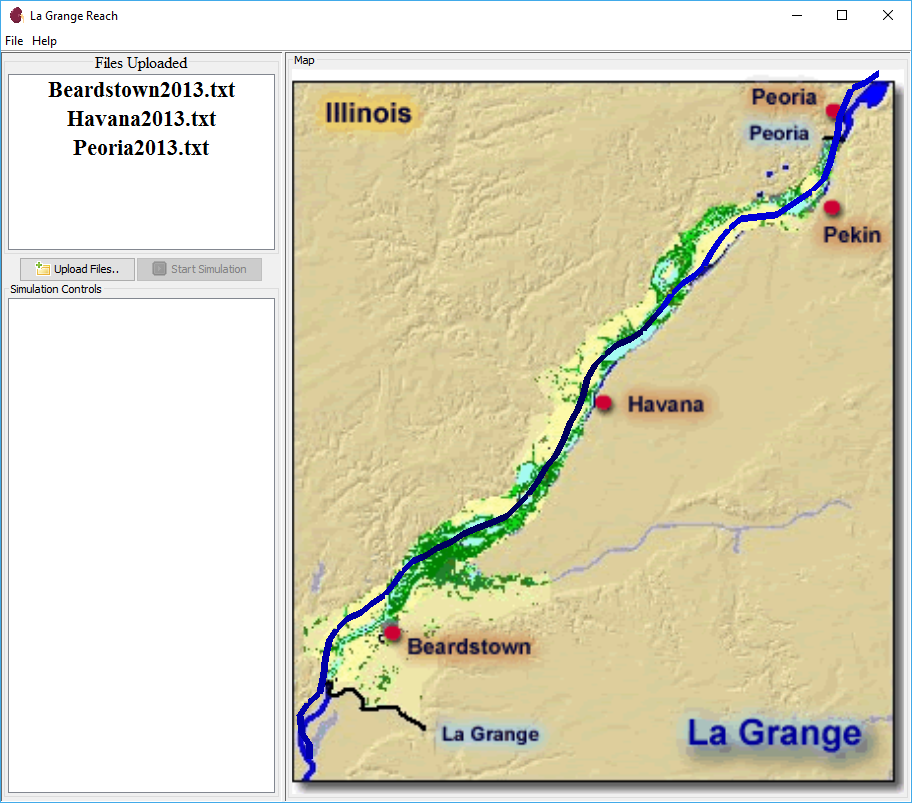 La Grange Reach
File Help
Files Uploaded
Beardstown2013.txt
Havana2013.txt
Peoria2013.txt
Upload Files..
Start Simulation
Simulation Controls
Map
Illinois
Peoria
Peoria
Pekin
Havana
Beardstown
La Grange
La Grange